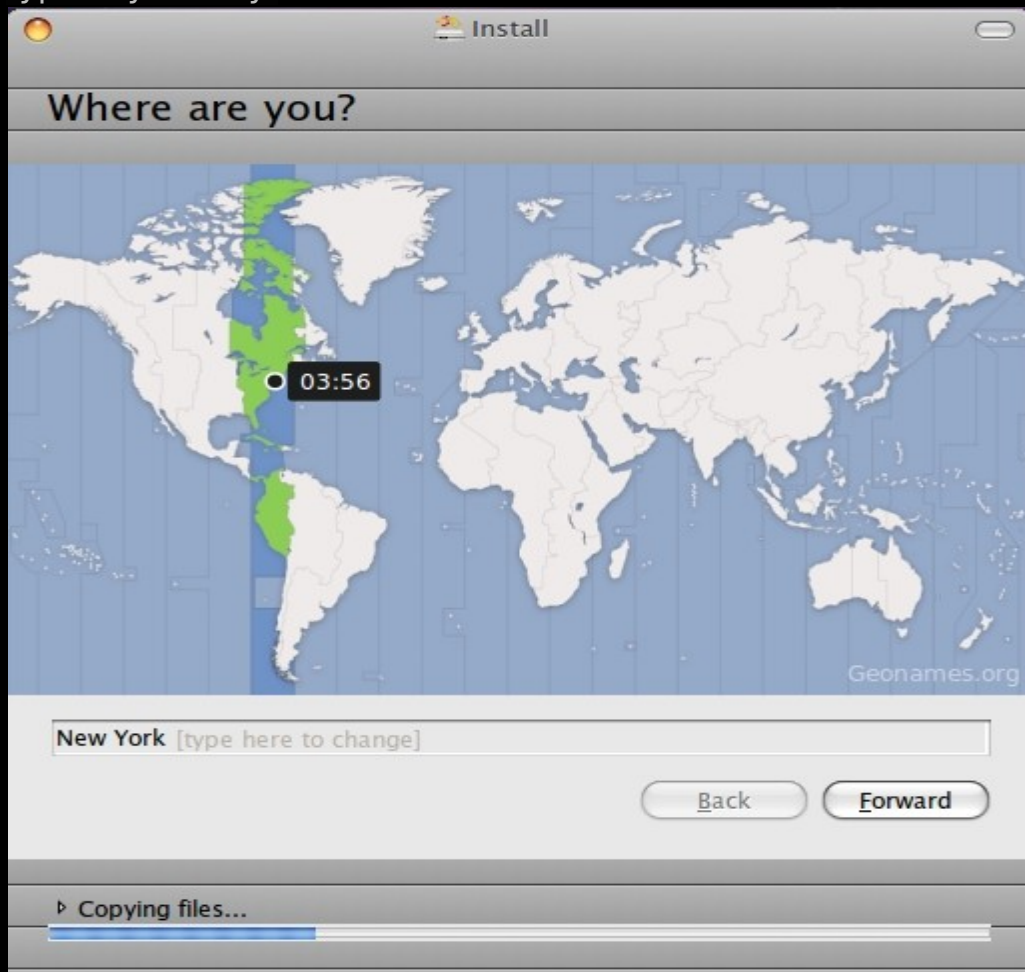 Install
Where are you?
03:56
Geonames.org
New York [type here to change]
Back
Forward
Copying files...